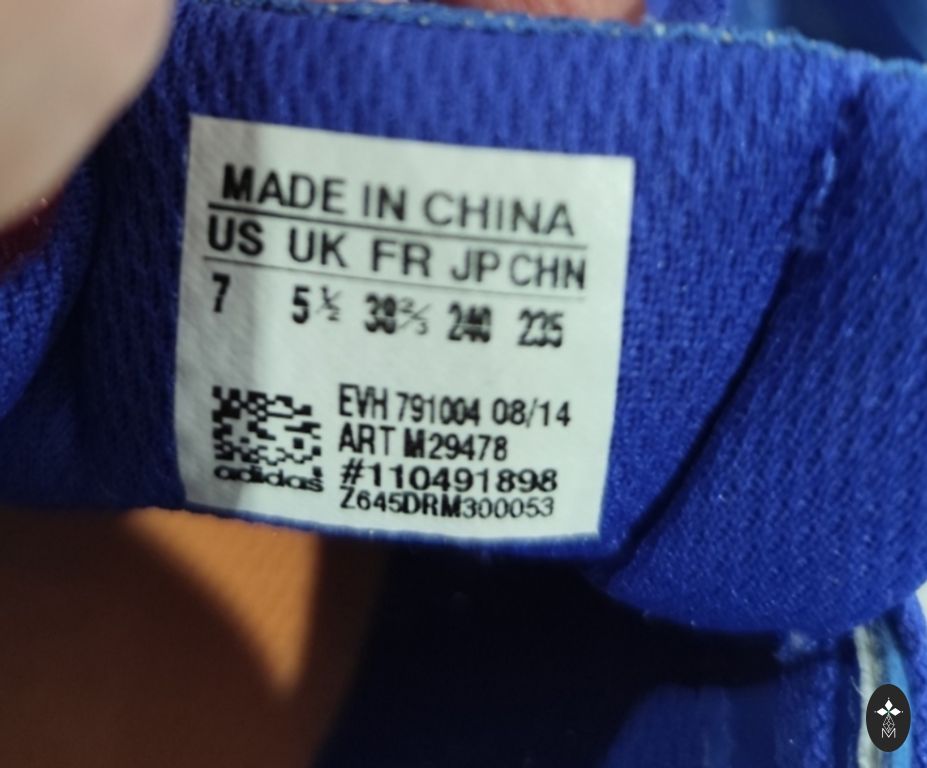 MADE IN CHINA
US UK FR JP CHN
7 5½ 38⅔ 240 235
EVH 791004 08/14
ART M29478
#110491898
adidas
Z645DRM300053
M